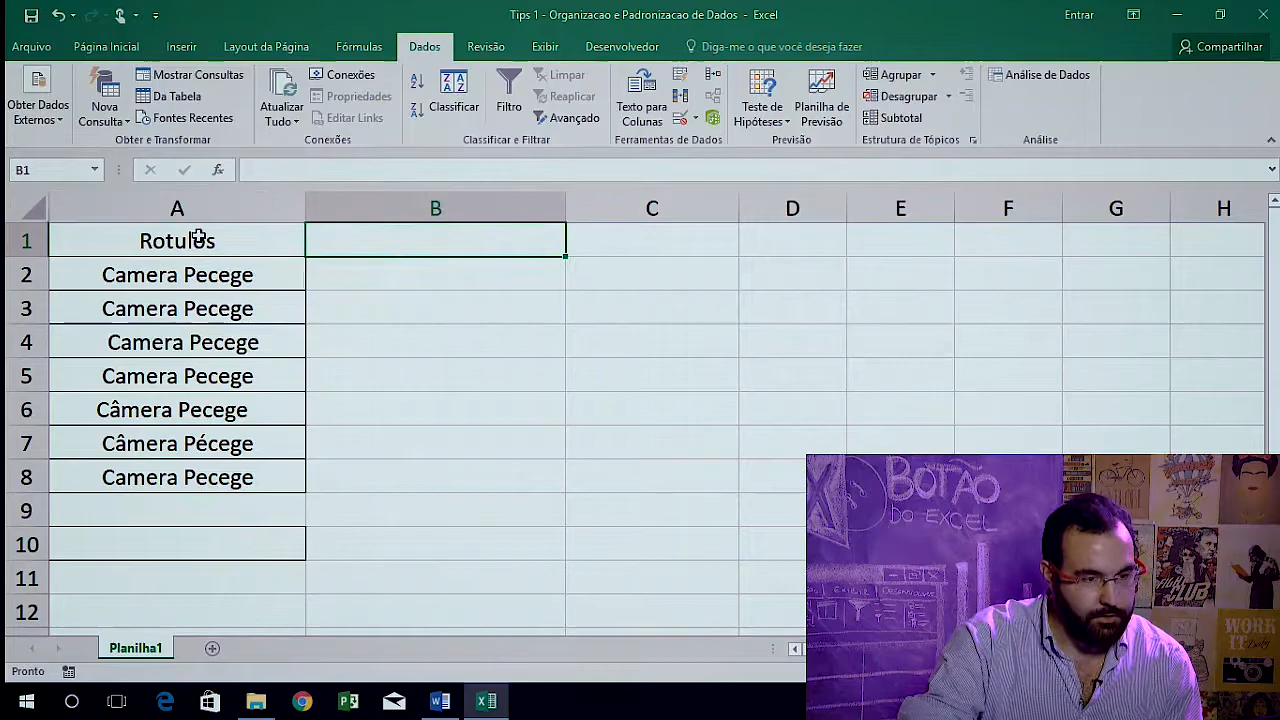 Tips 1 - Organizacao e Padronizacao de Dados - Excel
Entrar
Arquivo
Página Inicial
Inserir
Layout da Página
Fórmulas
Dados
Revisão
Exibir
Desenvolvedor
Diga-me o que você deseja fazer
Compartilhar
Obter Dados Externos
Nova Consulta
Mostrar Consultas
Da Tabela
Fontes Recentes
Obter e Transformar
Atualizar Tudo
Conexões
Propriedades
Editar Links
Conexões
Classificar
Filtro
Limpar
Reaplicar
Avançado
Classificar e Filtrar
Texto para Colunas
Ferramentas de Dados
Teste de Hipóteses
Planilha de Previsão
Previsão
Agrupar
Desagrupar
Subtotal
Estrutura de Tópicos
Análise de Dados
Análise
B1
fx
A B C D E F G H
1 Rotulos
2 Camera Pecege
3 Camera Pecege
4 Camera Pecege
5 Camera Pecege
6 Câmera Pecege
7 Câmera Pécege
8 Camera Pecege
9
10
11
12
BOTÃO
DO EXCEL
CLUB
WORK
IT
Planilha1
Pronto